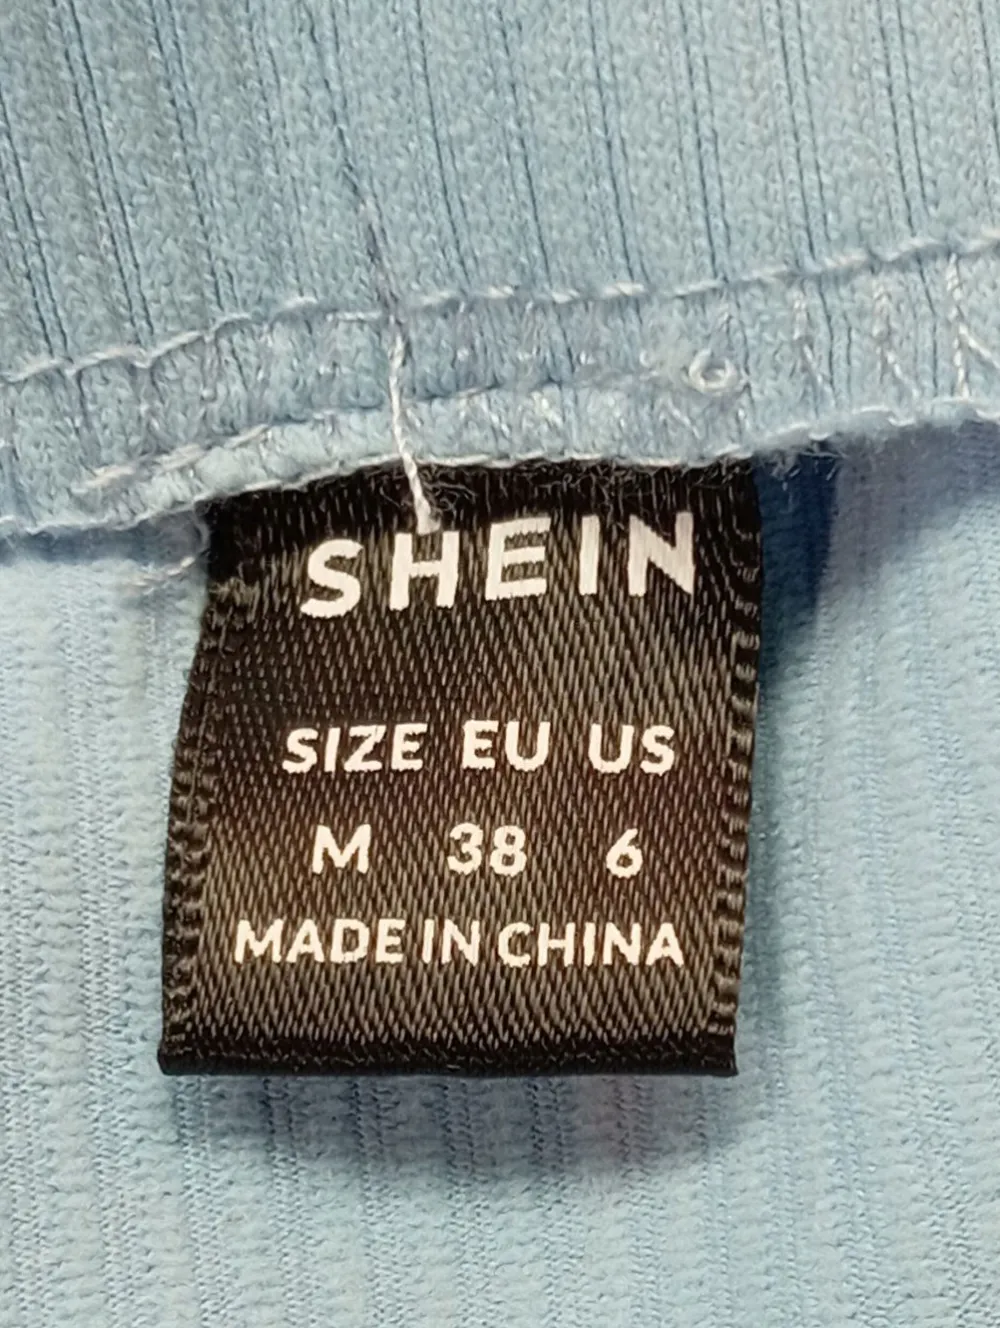 SHEIN
SIZE EU US
M 38 6
MADE IN CHINA